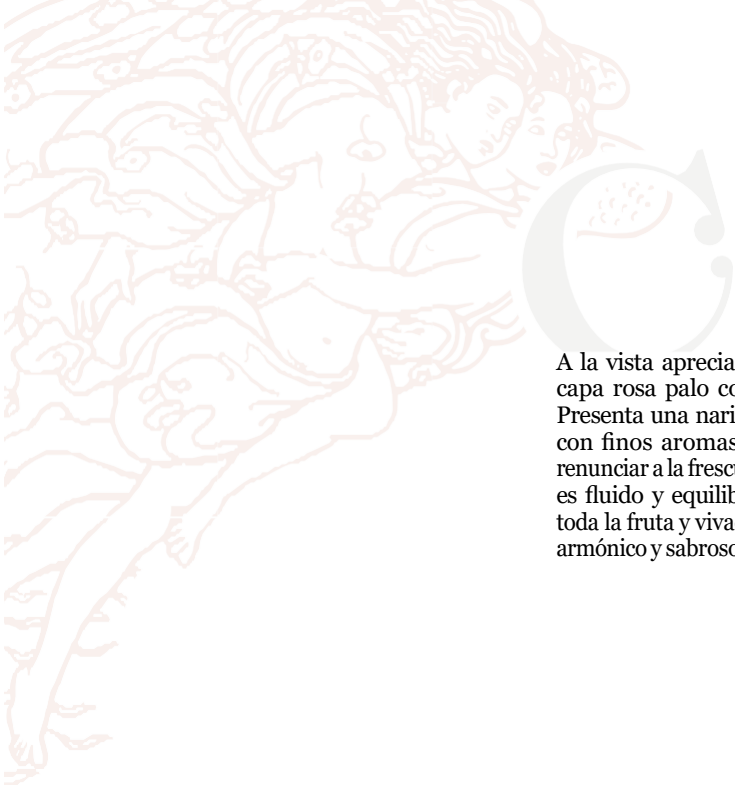 C
A la vista aprecia
capa rosa palo co
Presenta una nari
con finos aromas
renunciar a la frescu
es fluido y equilib
toda la fruta y viva
armónico y sabroso